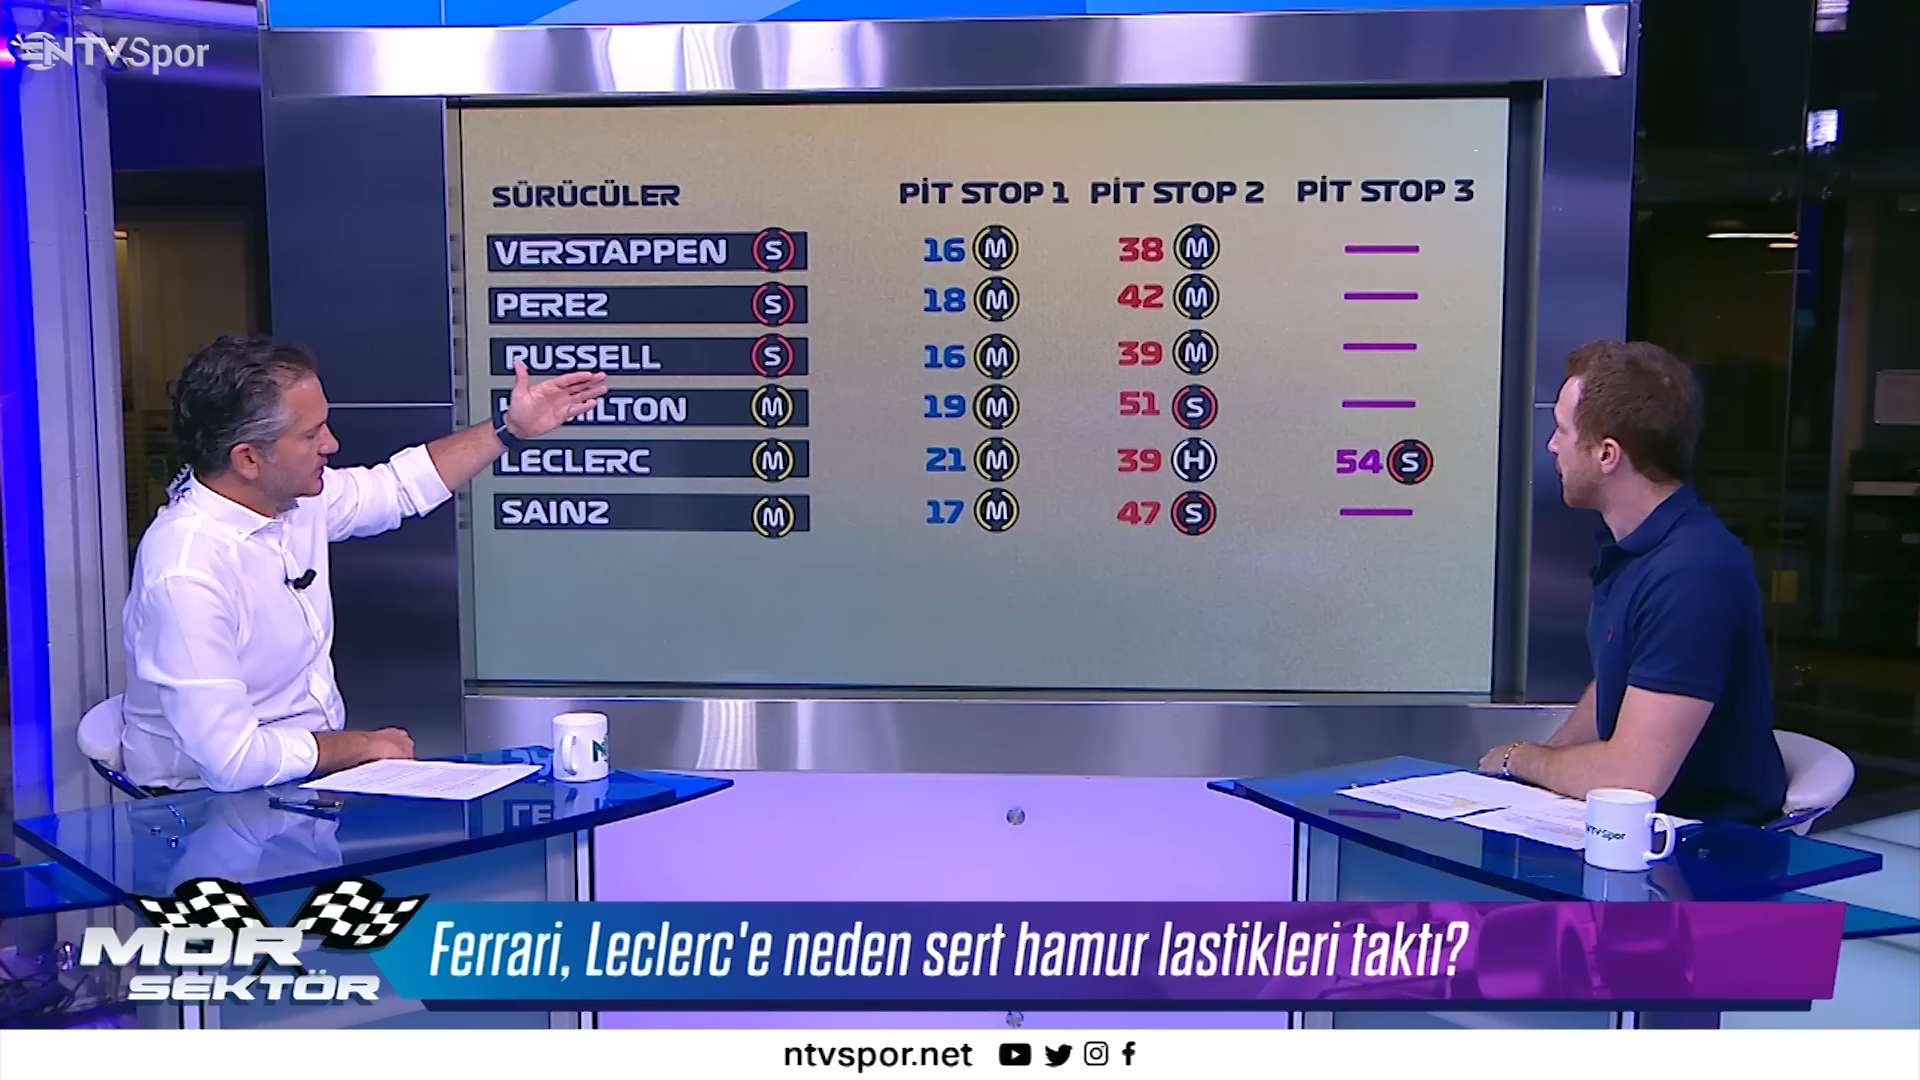 NTVSpor
SÜRÜCÜLER PİT STOP 1 PİT STOP 2 PİT STOP 3
VERSTAPPEN S 16 M 38 M
PEREZ S 18 M 42 M
RUSSELL S 16 M 39 M
S 19 M 51 S
LECLERC M 21 M 39 H 54 S
SAINZ M 17 M 47 S
NTVSpor
MOR SEKTÖR
Ferrari, Leclerc'e neden sert hamur lastikleri taktı?
ntvspor.net